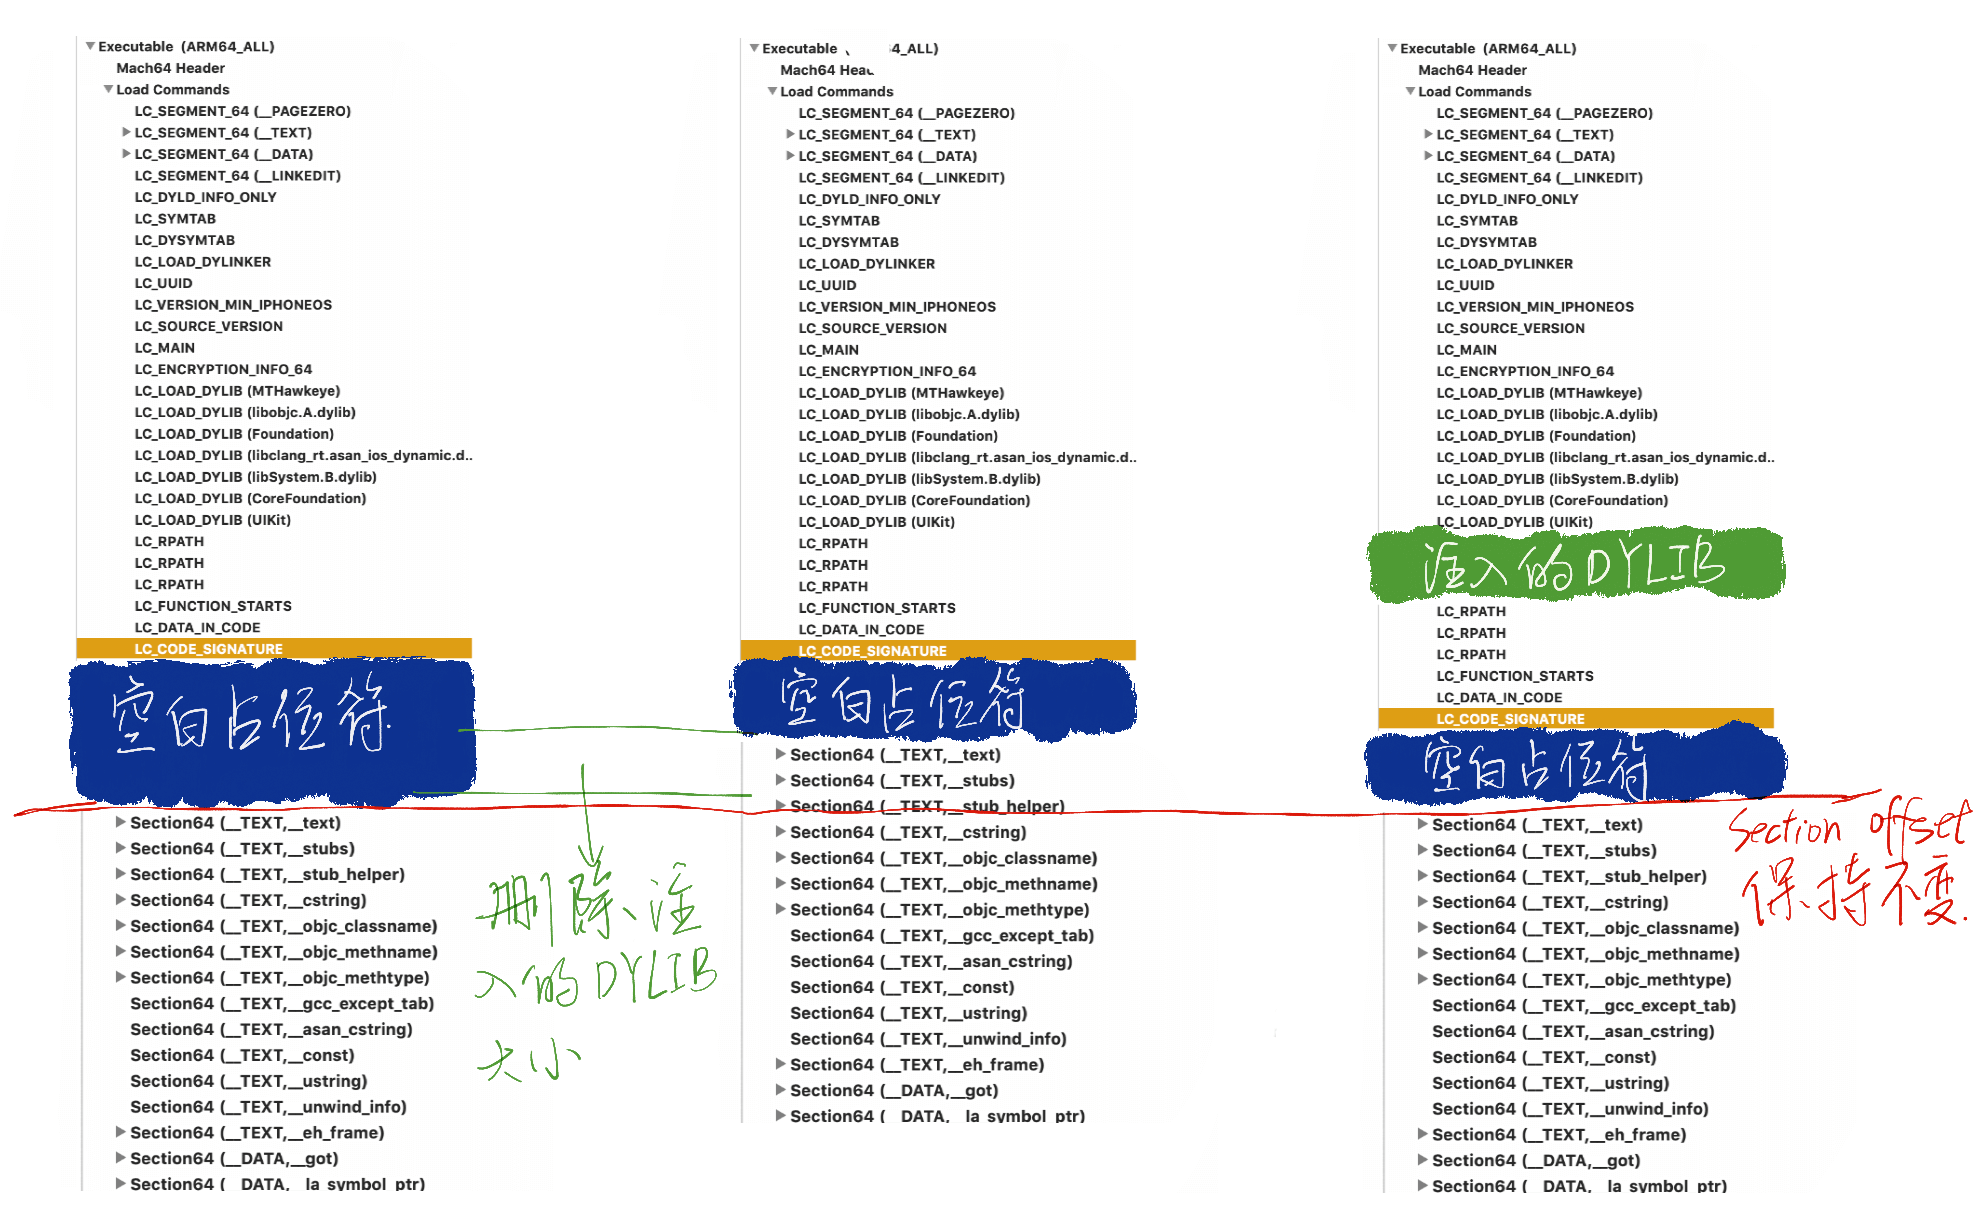 Executable (ARM64_ALL)
Mach64 Header
Load Commands
LC_SEGMENT_64 (__PAGEZERO)
LC_SEGMENT_64 (__TEXT)
LC_SEGMENT_64 (__DATA)
LC_SEGMENT_64 (__LINKEDIT)
LC_DYLD_INFO_ONLY
LC_SYMTAB
LC_DYSYMTAB
LC_LOAD_DYLINKER
LC_UUID
LC_VERSION_MIN_IPHONEOS
LC_SOURCE_VERSION
LC_MAIN
LC_ENCRYPTION_INFO_64
LC_LOAD_DYLIB (MTHawkeye)
LC_LOAD_DYLIB (libobjc.A.dylib)
LC_LOAD_DYLIB (Foundation)
LC_LOAD_DYLIB (libclang_rt.asan_ios_dynamic.d..
LC_LOAD_DYLIB (libSystem.B.dylib)
LC_LOAD_DYLIB (CoreFoundation)
LC_LOAD_DYLIB (UIKit)
LC_RPATH
LC_RPATH
LC_RPATH
LC_FUNCTION_STARTS
LC_DATA_IN_CODE
LC_CODE_SIGNATURE
空白占位符
Section64 (__TEXT,__text)
Section64 (__TEXT,__stubs)
Section64 (__TEXT,__stub_helper)
Section64 (__TEXT,__cstring)
Section64 (__TEXT,__objc_classname)
Section64 (__TEXT,__objc_methname)
Section64 (__TEXT,__objc_methtype)
Section64 (__TEXT,__gcc_except_tab)
Section64 (__TEXT,__asan_cstring)
Section64 (__TEXT,__const)
Section64 (__TEXT,__ustring)
Section64 (__TEXT,__unwind_info)
Section64 (__TEXT,__eh_frame)
Section64 (__DATA,__got)
Section64 (__DATA,__la_symbol_ptr)
删除、注
入的DYLIB
大小
Executable 4_ALL)
Mach64 Hea
Load Commands
LC_SEGMENT_64 (__PAGEZERO)
LC_SEGMENT_64 (__TEXT)
LC_SEGMENT_64 (__DATA)
LC_SEGMENT_64 (__LINKEDIT)
LC_DYLD_INFO_ONLY
LC_SYMTAB
LC_DYSYMTAB
LC_LOAD_DYLINKER
LC_UUID
LC_VERSION_MIN_IPHONEOS
LC_SOURCE_VERSION
LC_MAIN
LC_ENCRYPTION_INFO_64
LC_LOAD_DYLIB (MTHawkeye)
LC_LOAD_DYLIB (libobjc.A.dylib)
LC_LOAD_DYLIB (Foundation)
LC_LOAD_DYLIB (libclang_rt.asan_ios_dynamic.d..
LC_LOAD_DYLIB (libSystem.B.dylib)
LC_LOAD_DYLIB (CoreFoundation)
LC_LOAD_DYLIB (UIKit)
LC_RPATH
LC_RPATH
LC_RPATH
LC_FUNCTION_STARTS
LC_DATA_IN_CODE
LC_CODE_SIGNATURE
空白占位符
Section64 (__TEXT,__text)
Section64 (__TEXT,__stubs)
Section64 (__TEXT,__stub_helper)
Section64 (__TEXT,__cstring)
Section64 (__TEXT,__objc_classname)
Section64 (__TEXT,__objc_methname)
Section64 (__TEXT,__objc_methtype)
Section64 (__TEXT,__gcc_except_tab)
Section64 (__TEXT,__asan_cstring)
Section64 (__TEXT,__const)
Section64 (__TEXT,__ustring)
Section64 (__TEXT,__unwind_info)
Section64 (__TEXT,__eh_frame)
Section64 (__DATA,__got)
Section64 (__DATA,__la_symbol_ptr)
Executable (ARM64_ALL)
Mach64 Header
Load Commands
LC_SEGMENT_64 (__PAGEZERO)
LC_SEGMENT_64 (__TEXT)
LC_SEGMENT_64 (__DATA)
LC_SEGMENT_64 (__LINKEDIT)
LC_DYLD_INFO_ONLY
LC_SYMTAB
LC_DYSYMTAB
LC_LOAD_DYLINKER
LC_UUID
LC_VERSION_MIN_IPHONEOS
LC_SOURCE_VERSION
LC_MAIN
LC_ENCRYPTION_INFO_64
LC_LOAD_DYLIB (MTHawkeye)
LC_LOAD_DYLIB (libobjc.A.dylib)
LC_LOAD_DYLIB (Foundation)
LC_LOAD_DYLIB (libclang_rt.asan_ios_dynamic.d..
LC_LOAD_DYLIB (libSystem.B.dylib)
LC_LOAD_DYLIB (CoreFoundation)
LC_LOAD_DYLIB (UIKit)
注入的DYLIB
LC_RPATH
LC_RPATH
LC_RPATH
LC_FUNCTION_STARTS
LC_DATA_IN_CODE
LC_CODE_SIGNATURE
空白占位符
Section64 (__TEXT,__text)
Section64 (__TEXT,__stubs)
Section64 (__TEXT,__stub_helper)
Section64 (__TEXT,__cstring)
Section64 (__TEXT,__objc_classname)
Section64 (__TEXT,__objc_methname)
Section64 (__TEXT,__objc_methtype)
Section64 (__TEXT,__gcc_except_tab)
Section64 (__TEXT,__asan_cstring)
Section64 (__TEXT,__const)
Section64 (__TEXT,__ustring)
Section64 (__TEXT,__unwind_info)
Section64 (__TEXT,__eh_frame)
Section64 (__DATA,__got)
Section64 (__DATA,__la_symbol_ptr)
Section offset
保持不变.